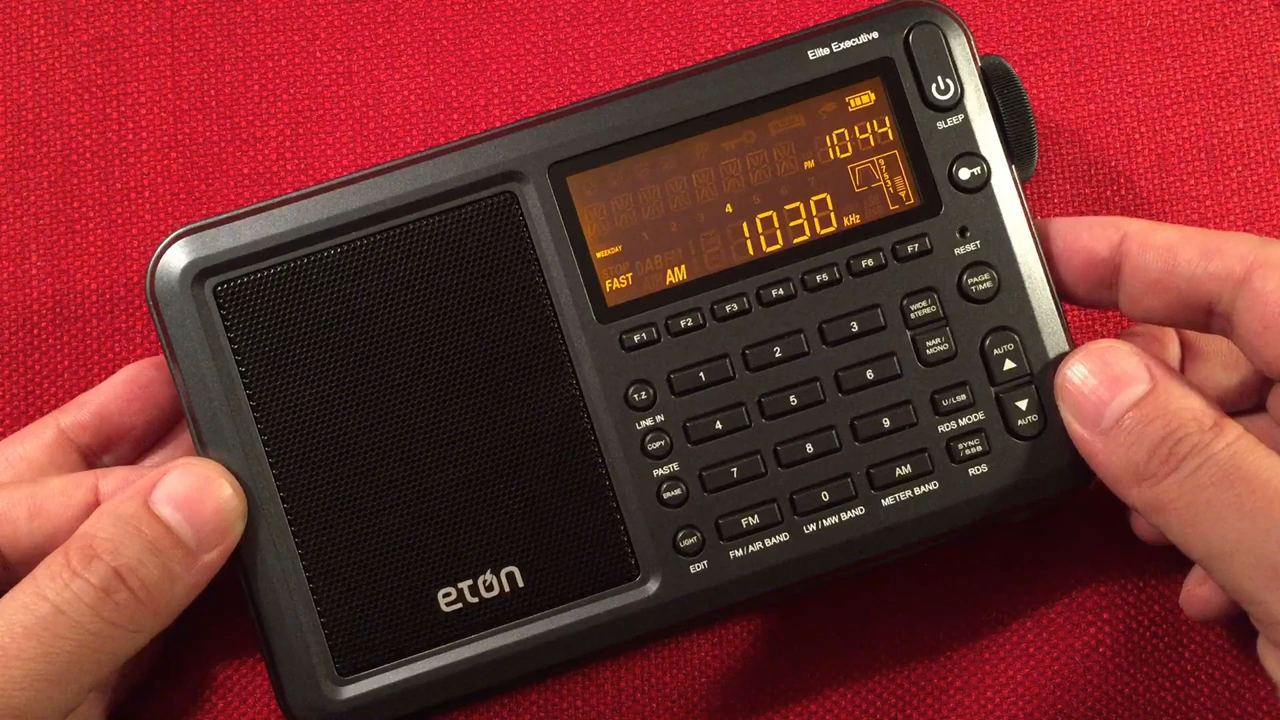 Elite Executive
SLEEP
PM 1044
97531
4
1030 KHz
WEEKDAY
FAST AM
RESET
F1 F2 F3 F4 F5 F6 F7
PAGE TIME
WIDE / STEREO
NAR / MONO
1 2 3
AUTO
AUTO
T.Z
LINE IN
4 5 6
U / LSB
RDS MODE
COPY
PASTE
7 8 9
SYNC / SSB
RDS
ERASE
FM 0 AM
FM / AIR BAND LW / MW BAND METER BAND
LIGHT
EDIT
etón